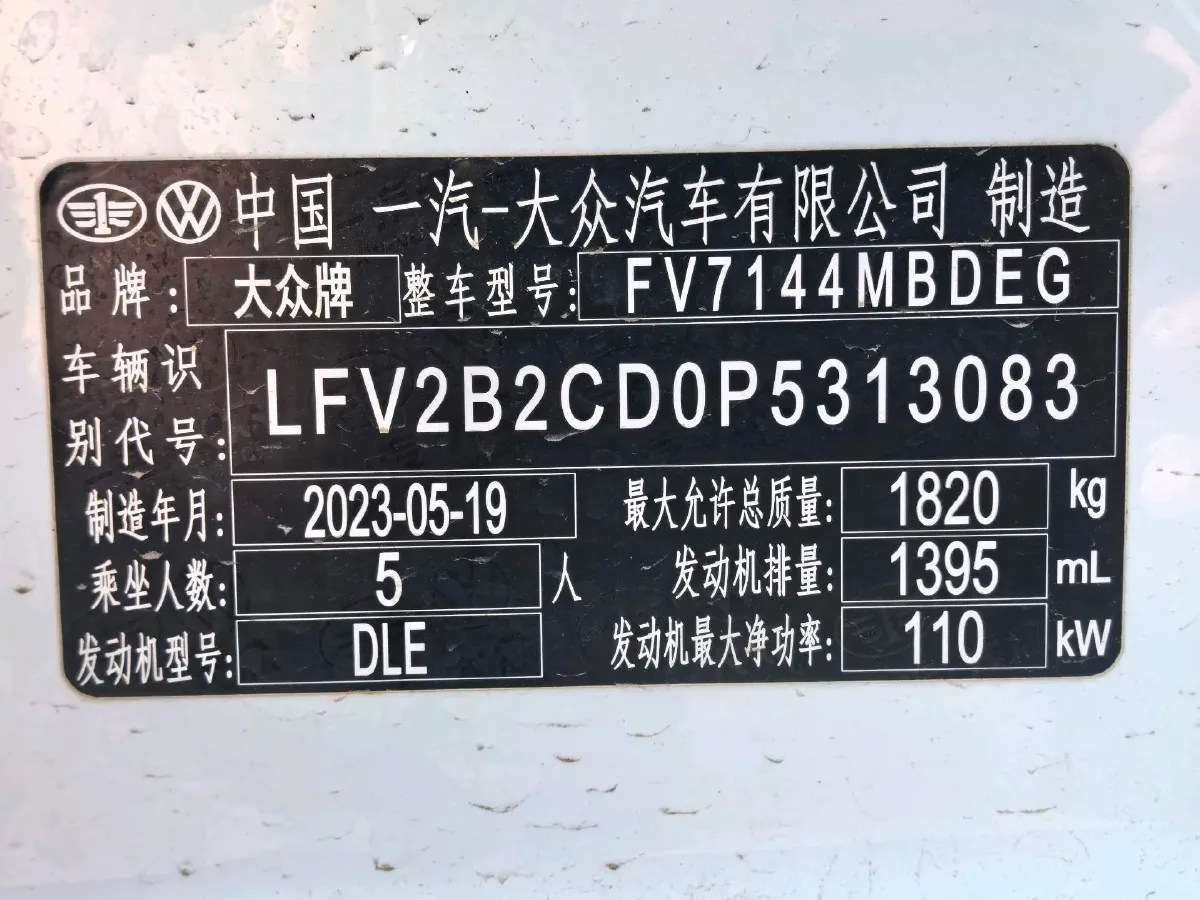 中国 一汽-大众汽车有限公司 制造
品牌: 大众牌 整车型号: FV7144MBDEG
车辆识别代号: LFV2B2CD0P5313083
制造年月: 2023-05-19 最大允许总质量: 1820 kg
乘坐人数: 5 人 发动机排量: 1395 mL
发动机型号: DLE 发动机最大净功率: 110 kW